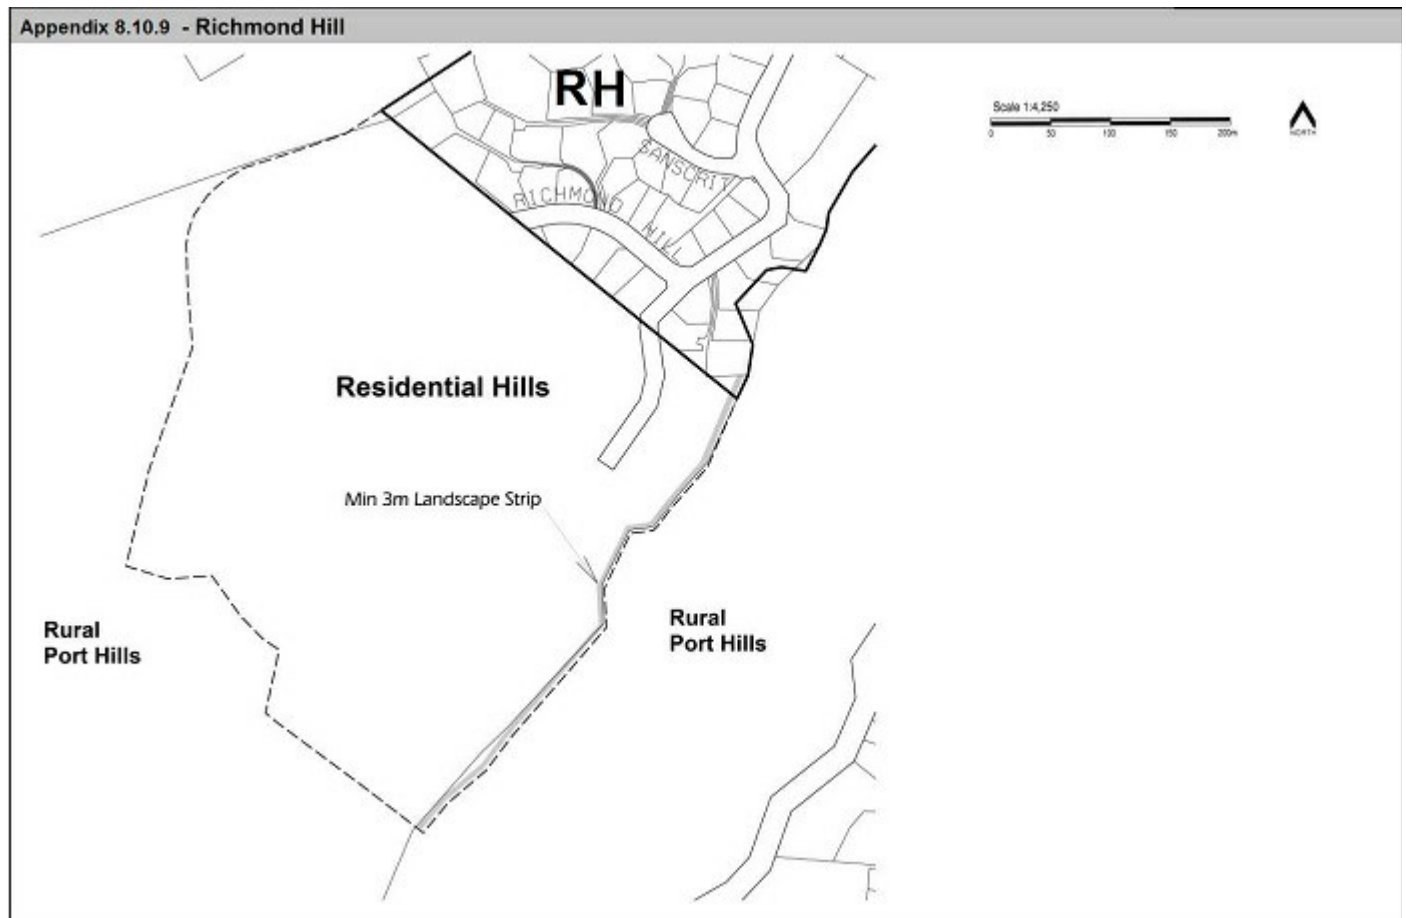 Appendix 8.10.9 - Richmond Hill
RH
Scale 1:4,250
0 50 100 150 200m
NORTH
SANSCRIT
RICHMOND
HILL
Residential Hills
Min 3m Landscape Strip
Rural
Port Hills
Rural
Port Hills